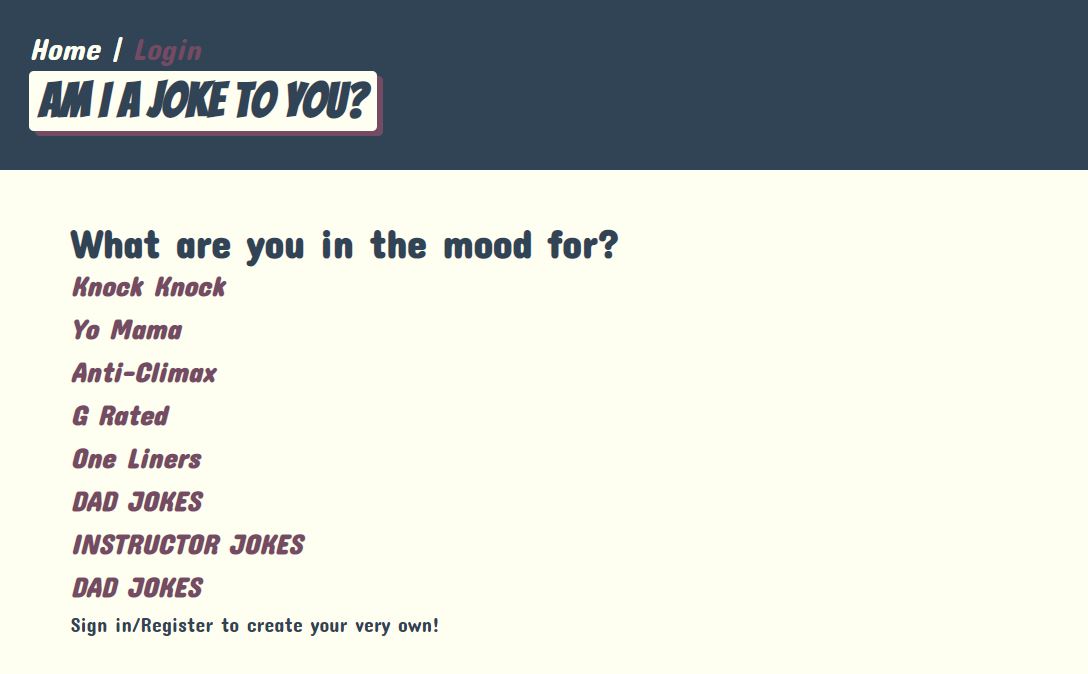 Home | Login
AM I A JOKE TO YOU?
What are you in the mood for?
Knock Knock
Yo Mama
Anti-Climax
G Rated
One Liners
DAD JOKES
INSTRUCTOR JOKES
DAD JOKES
Sign in/Register to create your very own!